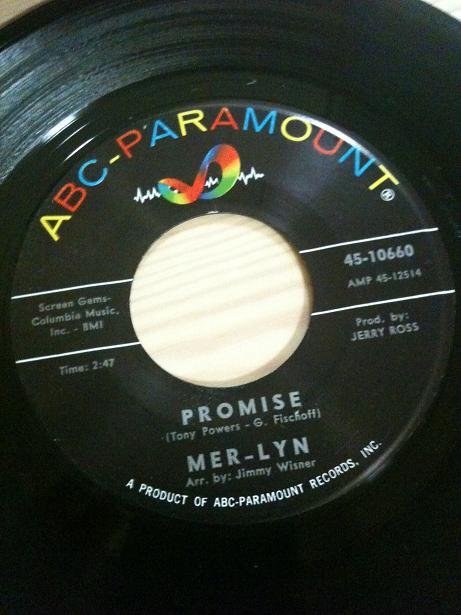 ABC-PARAMOUNT®
45-10660
AMP 45-12514
Screen Gems-
Columbia Music,
Inc. - BMI
Prod. by:
JERRY ROSS
Time: 2:47
PROMISE
(Tony Powers - G. Fischoff)
MER-LYN
Arr. by: Jimmy Wisner
A PRODUCT OF ABC-PARAMOUNT RECORDS, INC.